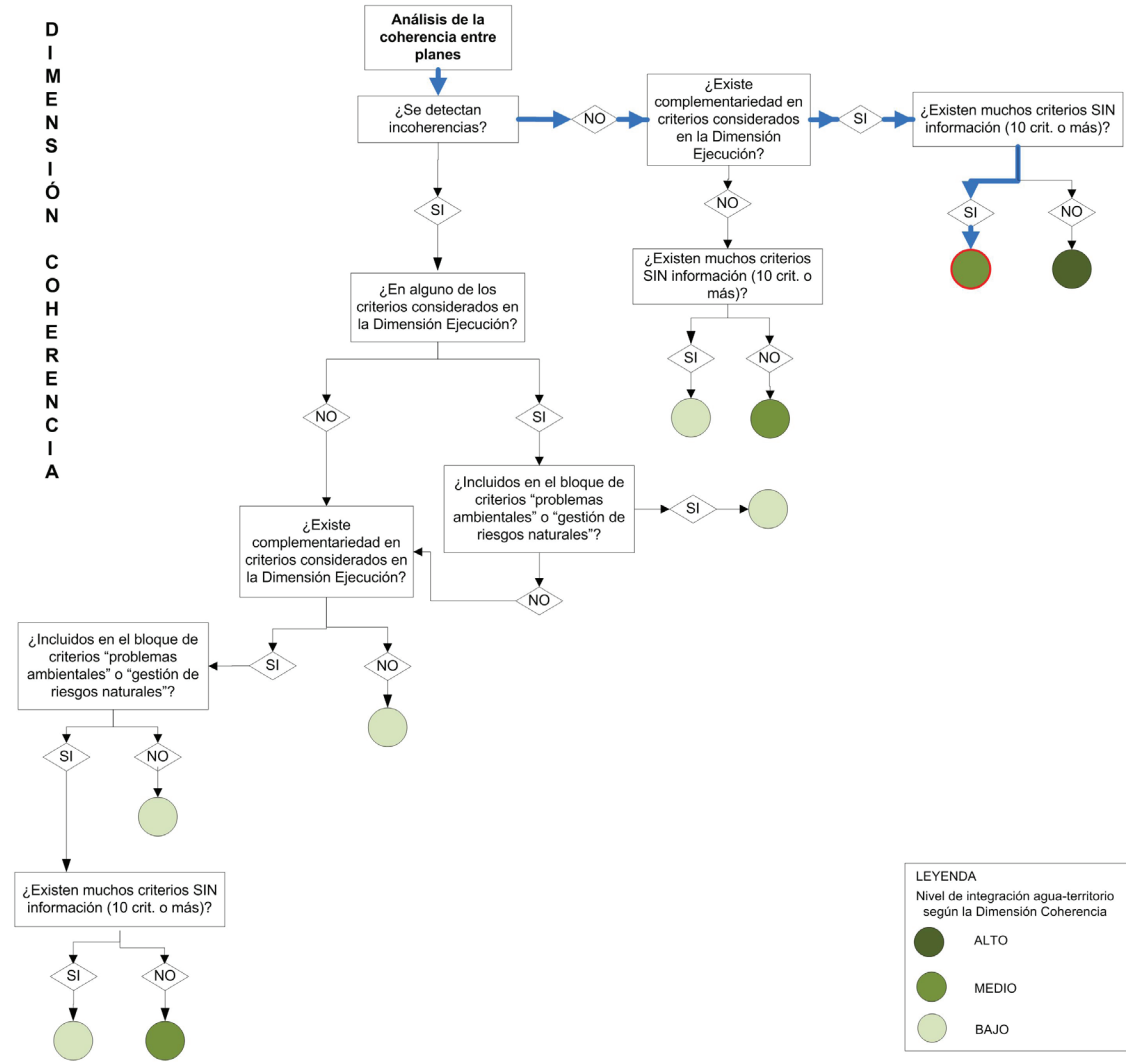 DIMENSIÓN COHERENCIA
Análisis de la
coherencia entre
planes
¿Se detectan
incoherencias?
NO
¿Existe
complementariedad en
criterios considerados
en la Dimensión
Ejecución?
SI
¿Existen muchos criterios SIN
información (10 crit. o más)?
SI
NO
SI
NO
¿Existen muchos criterios
SIN información (10 crit. o
más)?
SI
NO
¿En alguno de los
criterios considerados en
la Dimensión Ejecución?
NO
SI
¿Incluidos en el bloque de
criterios “problemas
ambientales” o “gestión de
riesgos naturales”?
SI
NO
¿Existe
complementariedad en
criterios considerados en
la Dimensión Ejecución?
SI
NO
¿Incluidos en el bloque de
criterios “problemas
ambientales” o “gestión de
riesgos naturales”?
SI
NO
¿Existen muchos criterios SIN
información (10 crit. o más)?
SI
NO
LEYENDA
Nivel de integración agua-territorio
según la Dimensión Coherencia
ALTO
MEDIO
BAJO